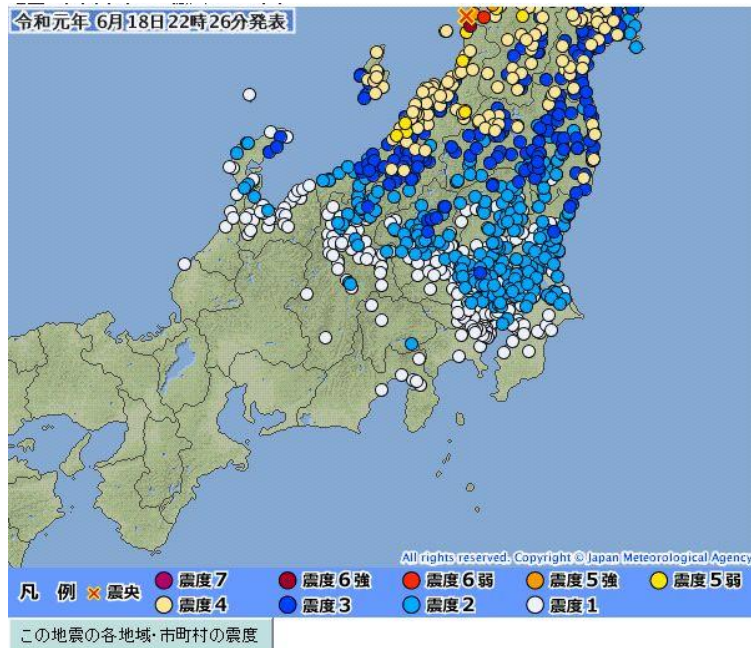 令和元年 6月18日22時26分発表
All rights reserved. Copyright © Japan Meteorological Agency
凡 例 震央 震度7 震度6強 震度6弱 震度5強 震度5弱
震度4 震度3 震度2 震度1
この地震の各地域・市町村の震度